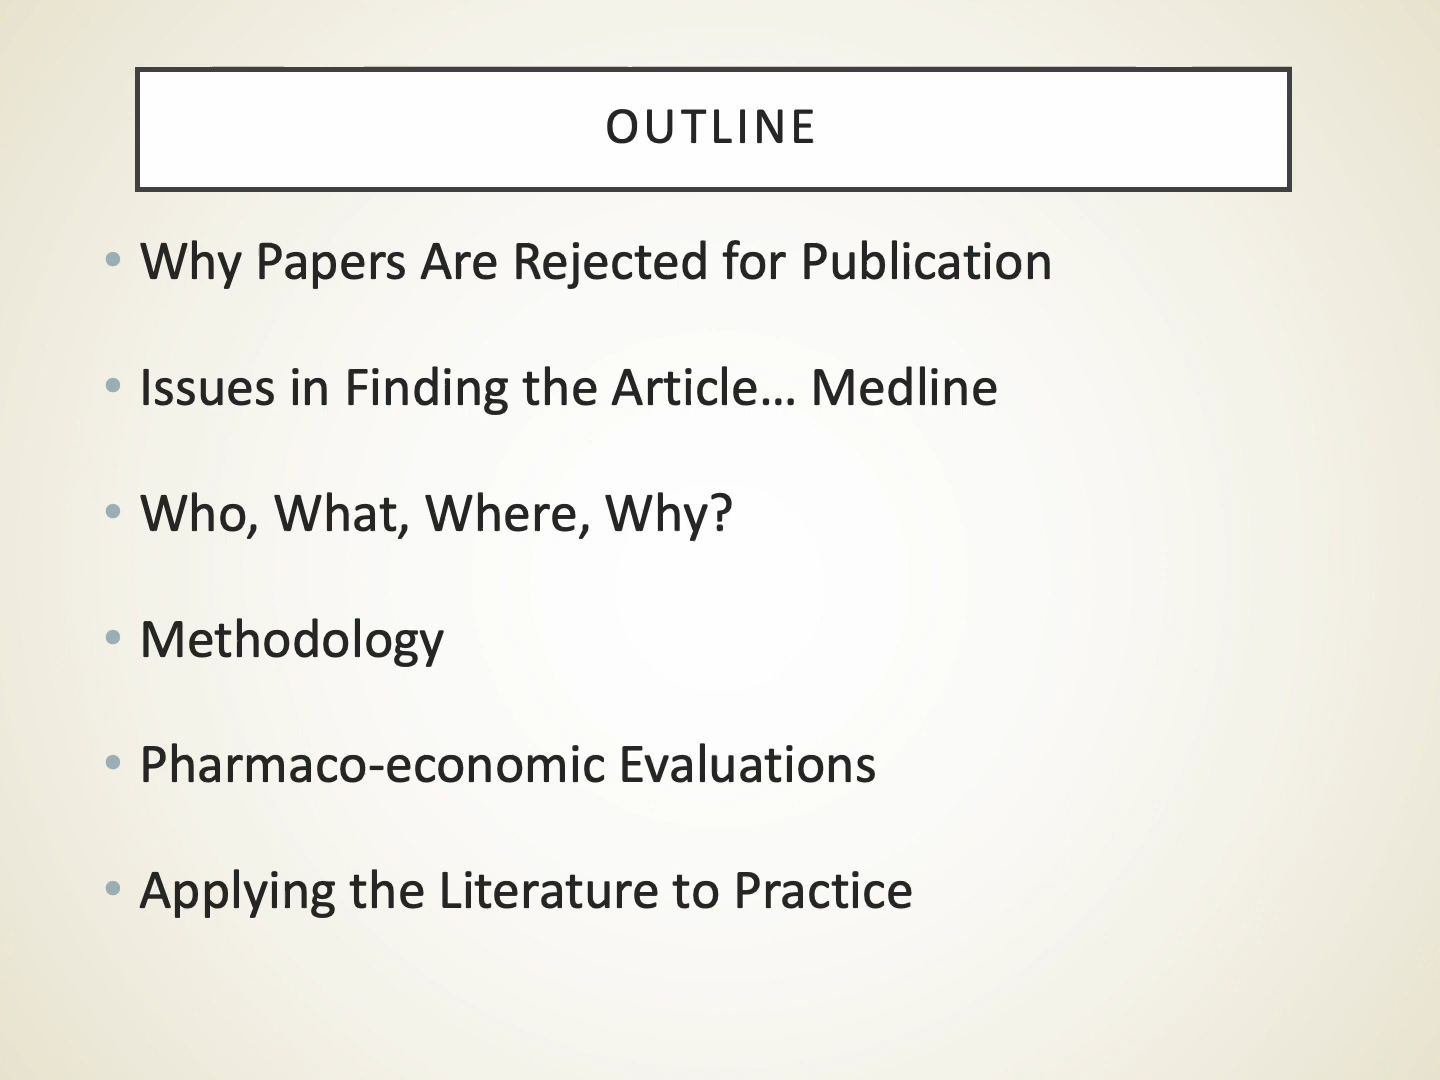 OUTLINE
• Why Papers Are Rejected for Publication
• Issues in Finding the Article... Medline
• Who, What, Where, Why?
• Methodology
• Pharmaco-economic Evaluations
• Applying the Literature to Practice